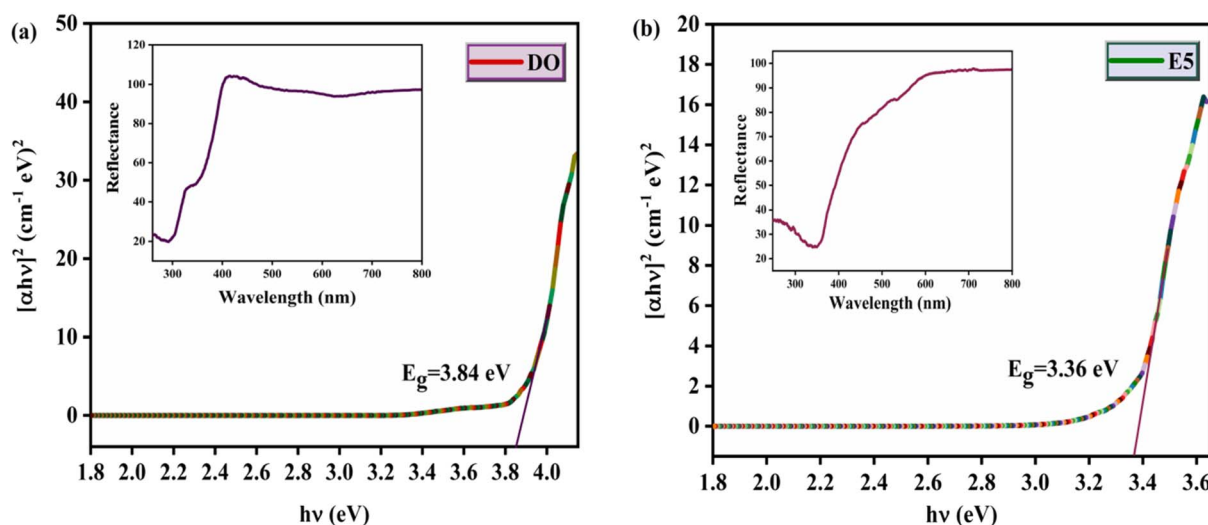 (a)
DO
[αhν]² (cm⁻¹ eV)²
50
40
30
20
10
0
1.8 2.0 2.2 2.4 2.6 2.8 3.0 3.2 3.4 3.6 3.8 4.0
hν (eV)
E_g=3.84 eV
Reflectance
120
100
80
60
40
20
300 400 500 600 700 800
Wavelength (nm)
(b)
E5
[αhν]² (cm⁻¹ eV)²
20
18
16
14
12
10
8
6
4
2
0
1.8 2.0 2.2 2.4 2.6 2.8 3.0 3.2 3.4 3.6
hν (eV)
E_g=3.36 eV
Reflectance
100
90
80
70
60
50
40
30
20
300 400 500 600 700 800
Wavelength (nm)